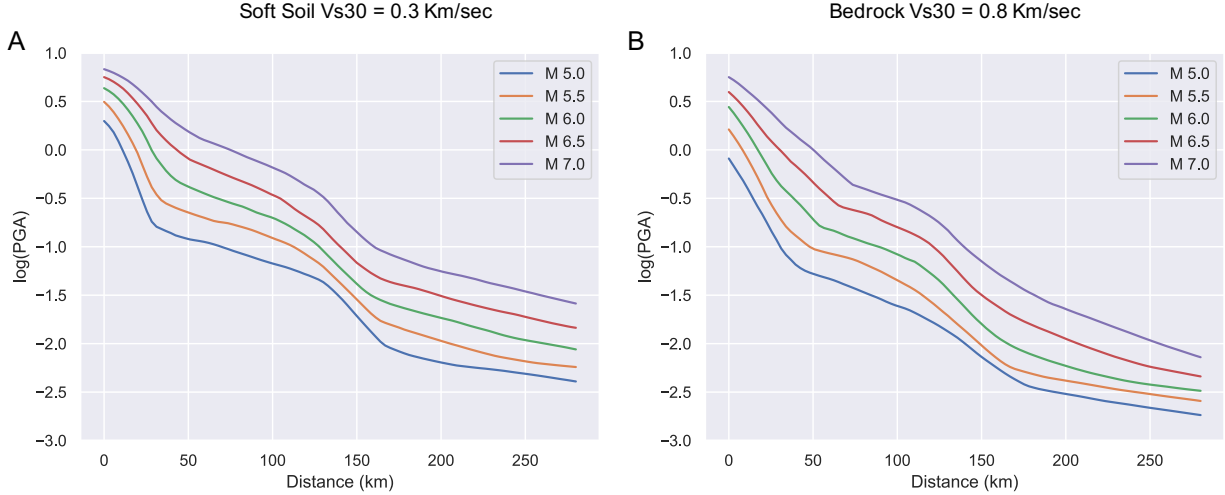 Soft Soil Vs30 = 0.3 Km/sec
A
1.0
0.5
0.0
−0.5
−1.0
−1.5
−2.0
−2.5
−3.0
log(PGA)
M 5.0
M 5.5
M 6.0
M 6.5
M 7.0
0 50 100 150 200 250
Distance (km)
Bedrock Vs30 = 0.8 Km/sec
B
1.0
0.5
0.0
−0.5
−1.0
−1.5
−2.0
−2.5
−3.0
log(PGA)
M 5.0
M 5.5
M 6.0
M 6.5
M 7.0
0 50 100 150 200 250
Distance (km)